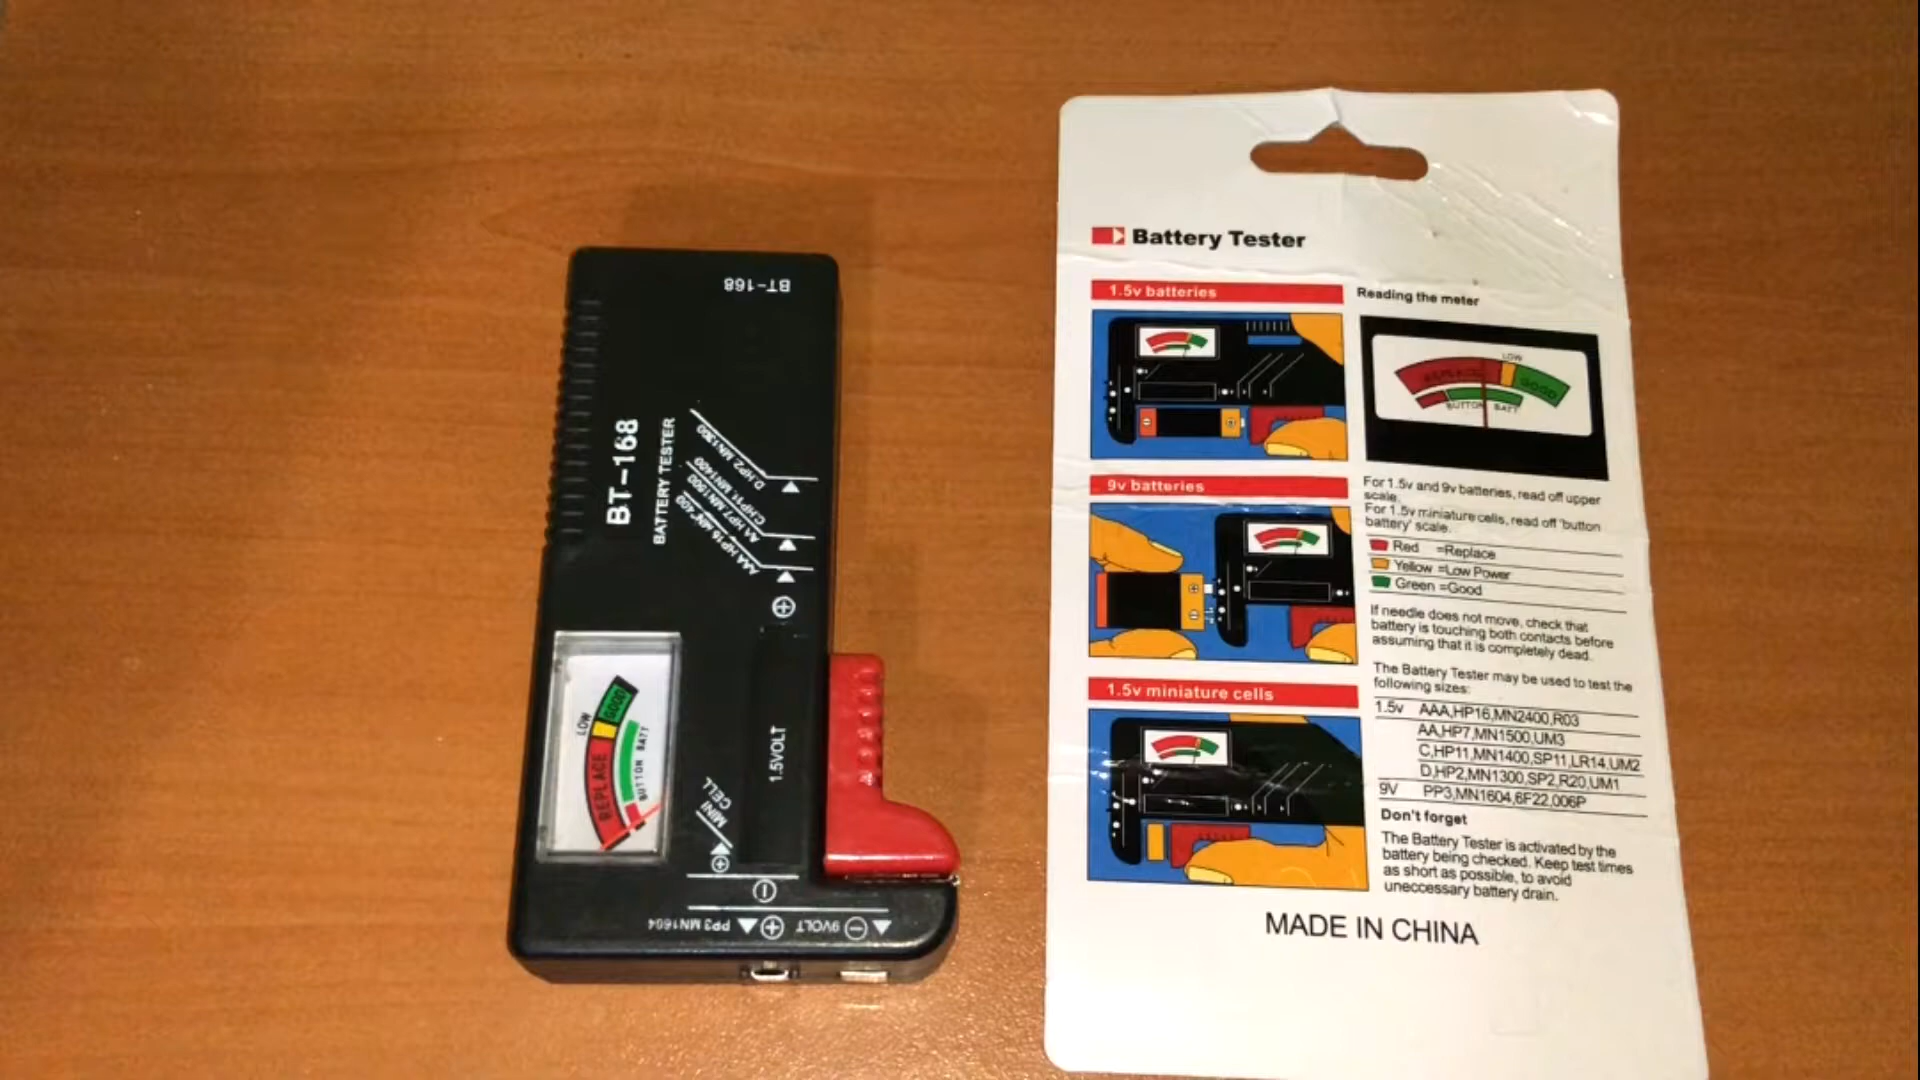 BT-168
BT-168
BATTERY TESTER
D.HP2. MN1300
C.HP11. MN1400
AA HP7 MN1500
AAA HP16 MN2400
LOW
GOOD
REPLACE
BUTTON BATT
1.5VOLT
MINI
CELL
9VOLT
PP3 MN1604
Battery Tester
1.5v batteries
9v batteries
1.5v miniature cells
Reading the meter
LOW
REPLACE
GOOD
BUTTON BATT
For 1.5v and 9v batteries, read off upper
scale.
For 1.5v miniature cells, read off 'button
battery' scale.
Red =Replace
Yellow =Low Power
Green =Good
If needle does not move, check that
battery is touching both contacts before
assuming that it is completely dead.
The Battery Tester may be used to test the
following sizes:
1.5v AAA,HP16,MN2400,R03
AA,HP7,MN1500,UM3
C,HP11,MN1400,SP11,LR14,UM2
D,HP2,MN1300,SP2,R20,UM1
9V PP3,MN1604,6F22,006P
Don't forget
The Battery Tester is activated by the
battery being checked. Keep test times
as short as possible, to avoid
uneccessary battery drain.
MADE IN CHINA